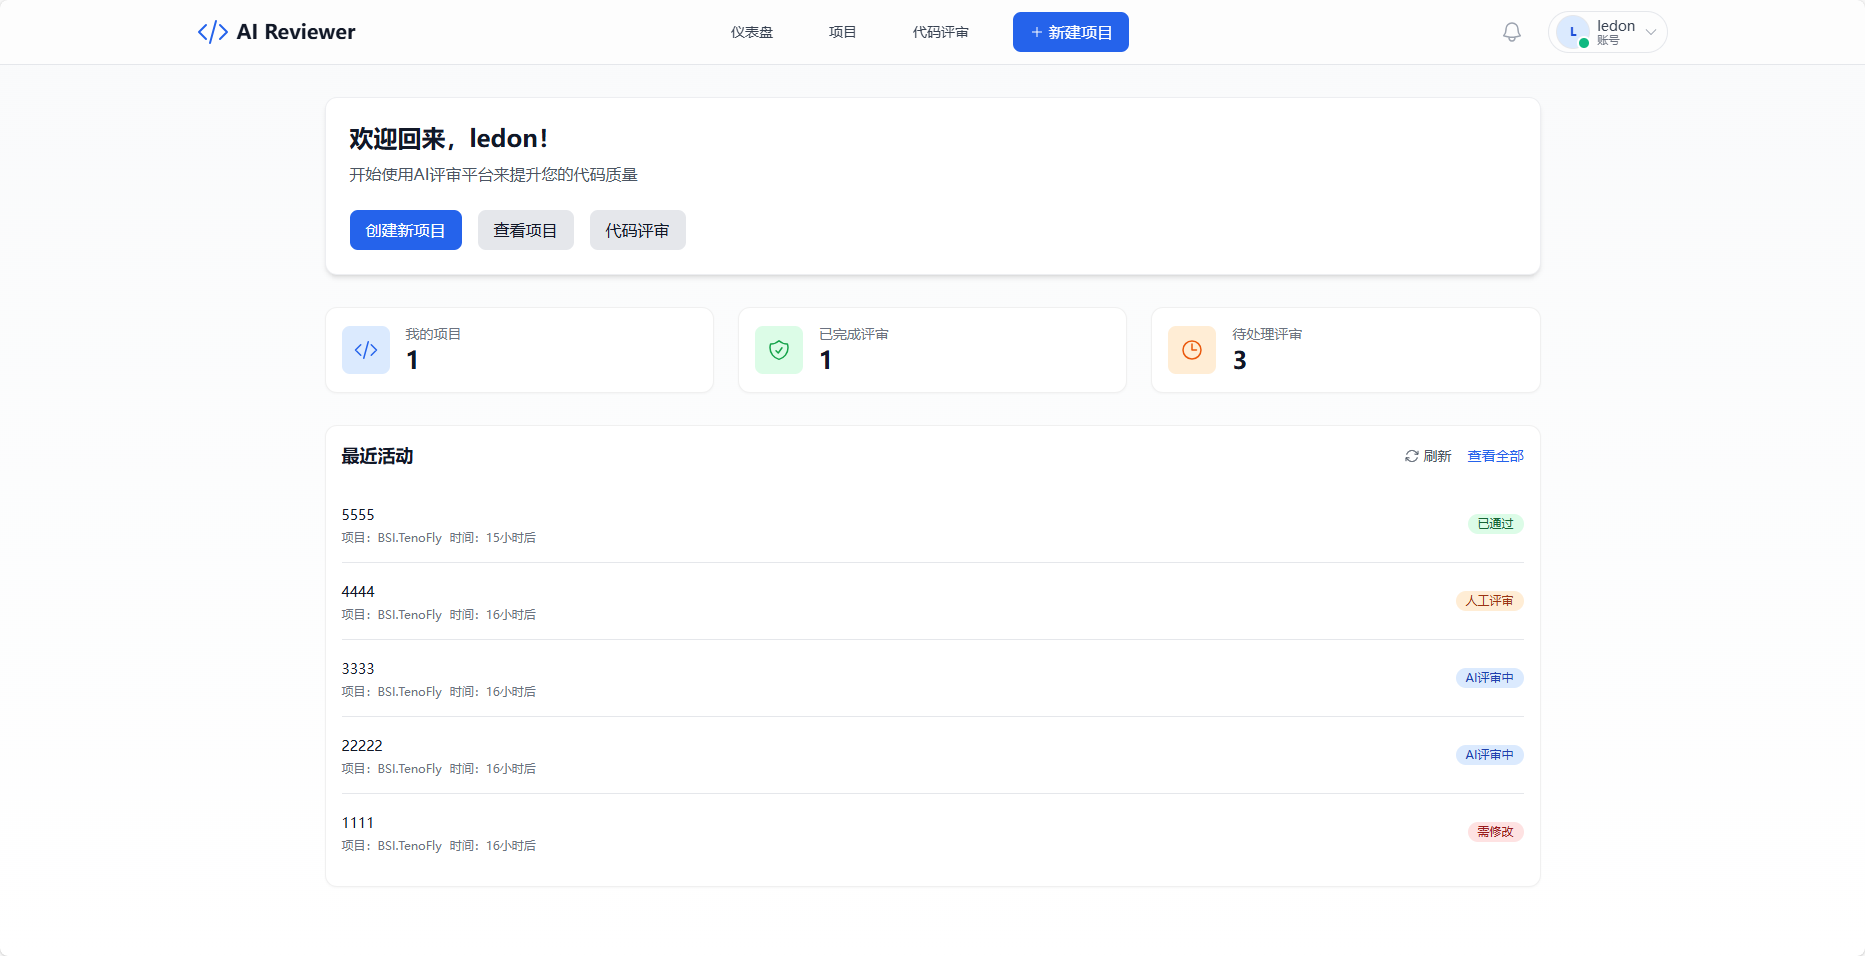 </> AI Reviewer 仪表盘 项目 代码评审 + 新建项目 L ledon
账号
欢迎回来，ledon！
开始使用AI评审平台来提升您的代码质量
创建新项目 查看项目 代码评审
我的项目
1
已完成评审
1
待处理评审
3
最近活动 刷新 查看全部
5555
项目：BSI.TenoFly 时间：15小时后
已通过
4444
项目：BSI.TenoFly 时间：16小时后
人工评审
3333
项目：BSI.TenoFly 时间：16小时后
AI评审中
22222
项目：BSI.TenoFly 时间：16小时后
AI评审中
1111
项目：BSI.TenoFly 时间：16小时后
需修改